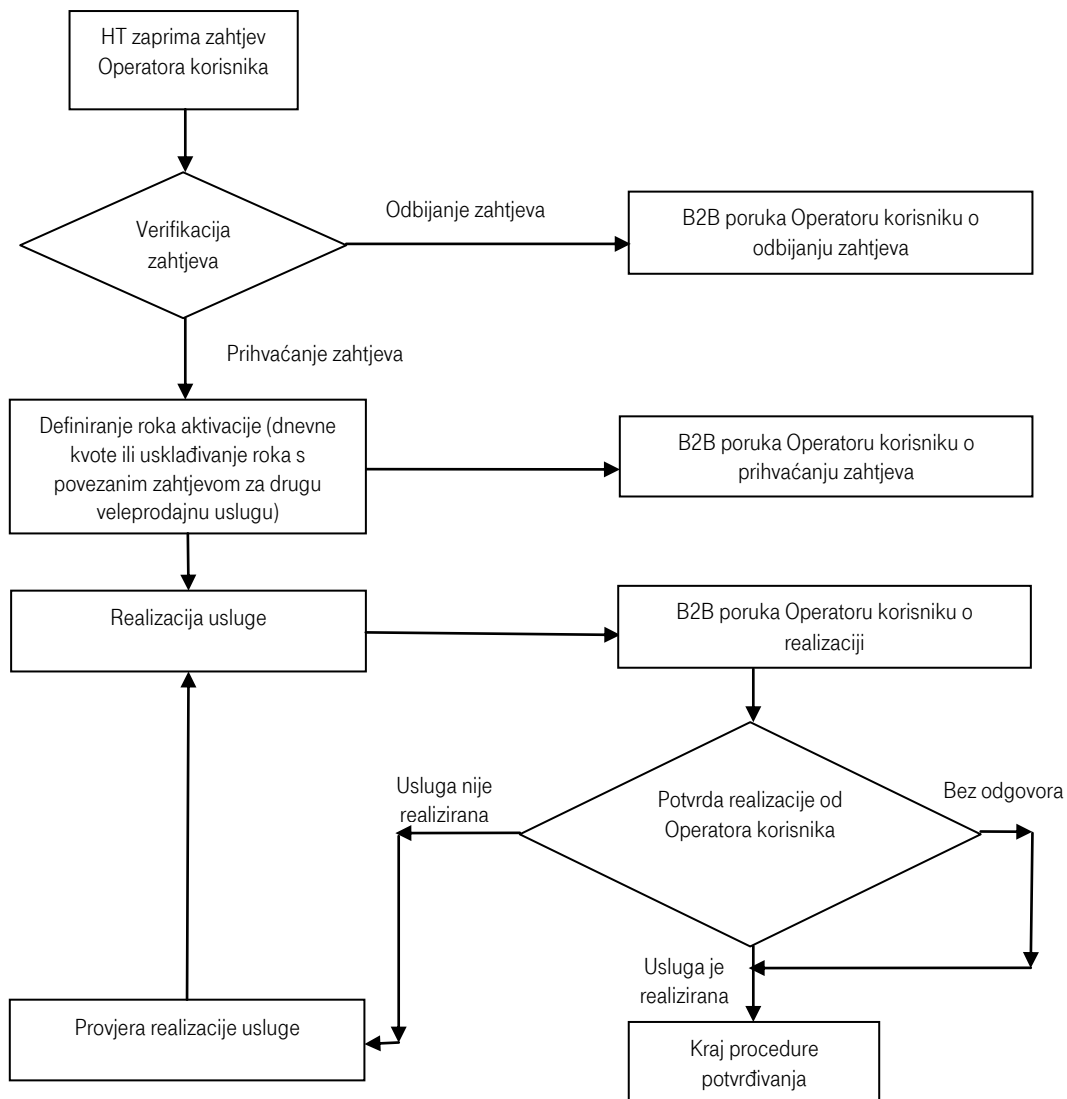 HT zaprima zahtjev
Operatora korisnika
Verifikacija
zahtjeva
Odbijanje zahtjeva
B2B poruka Operatoru korisniku o
odbijanju zahtjeva
Prihvaćanje zahtjeva
Definiranje roka aktivacije (dnevne
kvote ili usklađivanje roka s
povezanim zahtjevom za drugu
veleprodajnu uslugu)
B2B poruka Operatoru korisniku o
prihvaćanju zahtjeva
Realizacija usluge
B2B poruka Operatoru korisniku o
realizaciji
Usluga nije
realizirana
Potvrda realizacije od
Operatora korisnika
Bez odgovora
Usluga je
realizirana
Provjera realizacije usluge
Kraj procedure
potvrđivanja